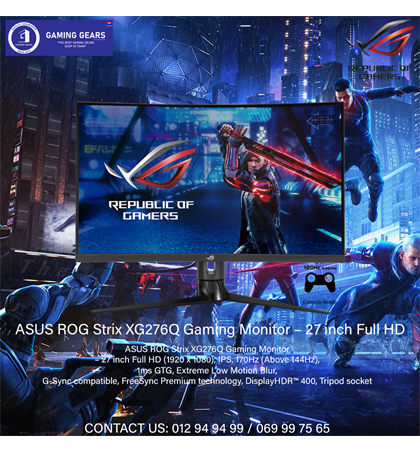 GAMING GEARS
THE BEST GAMING GEARS
SHOP IN TOWN!
REPUBLIC OF
GAMERS
REPUBLIC OF
GAMERS
120Hz
Console Ready
ASUS ROG Strix XG276Q Gaming Monitor – 27 inch Full HD
ASUS ROG Strix XG276Q Gaming Monitor
27 inch Full HD (1920 x 1080), IPS, 170Hz (Above 144Hz),
1ms GTG, Extreme Low Motion Blur,
G-Sync compatible, FreeSync Premium technology, DisplayHDR™ 400, Tripod socket
CONTACT US: 012 94 94 99 / 069 99 75 65